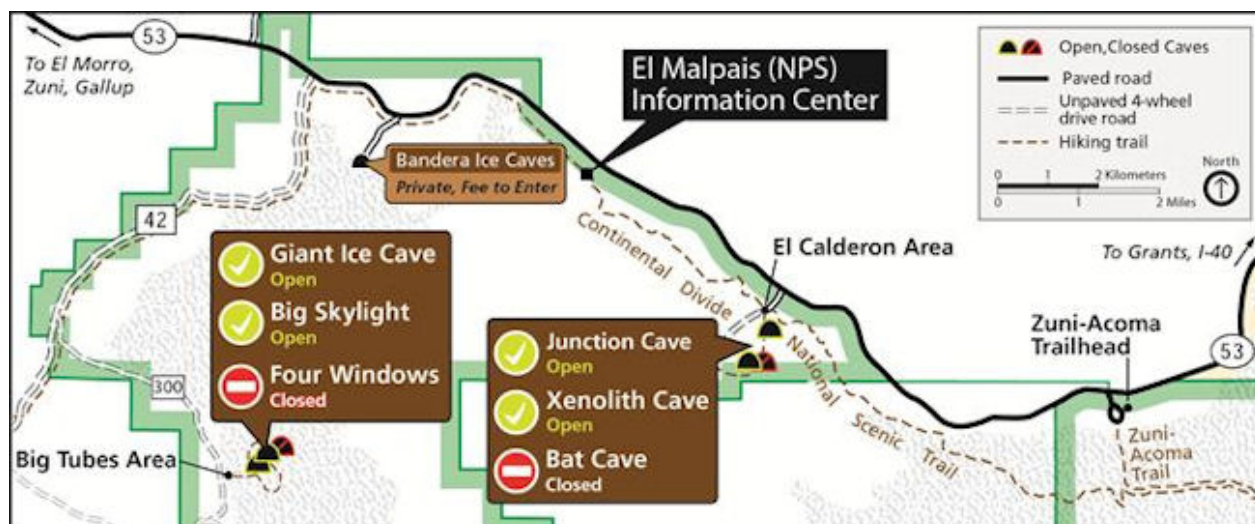 53
To El Morro,
Zuni, Gallup
El Malpais (NPS)
Information Center
Open,Closed Caves
Paved road
Unpaved 4-wheel
drive road
Hiking trail
0 1 2 Kilometers
0 1 2 Miles
North
Bandera Ice Caves
Private, Fee to Enter
42
Continental Divide National Scenic Trail
El Calderon Area
To Grants, I-40
Giant Ice Cave
Open
Big Skylight
Open
Four Windows
Closed
Junction Cave
Open
Xenolith Cave
Open
Bat Cave
Closed
Zuni-Acoma
Trailhead
53
300
Big Tubes Area
Zuni-
Acoma
Trail